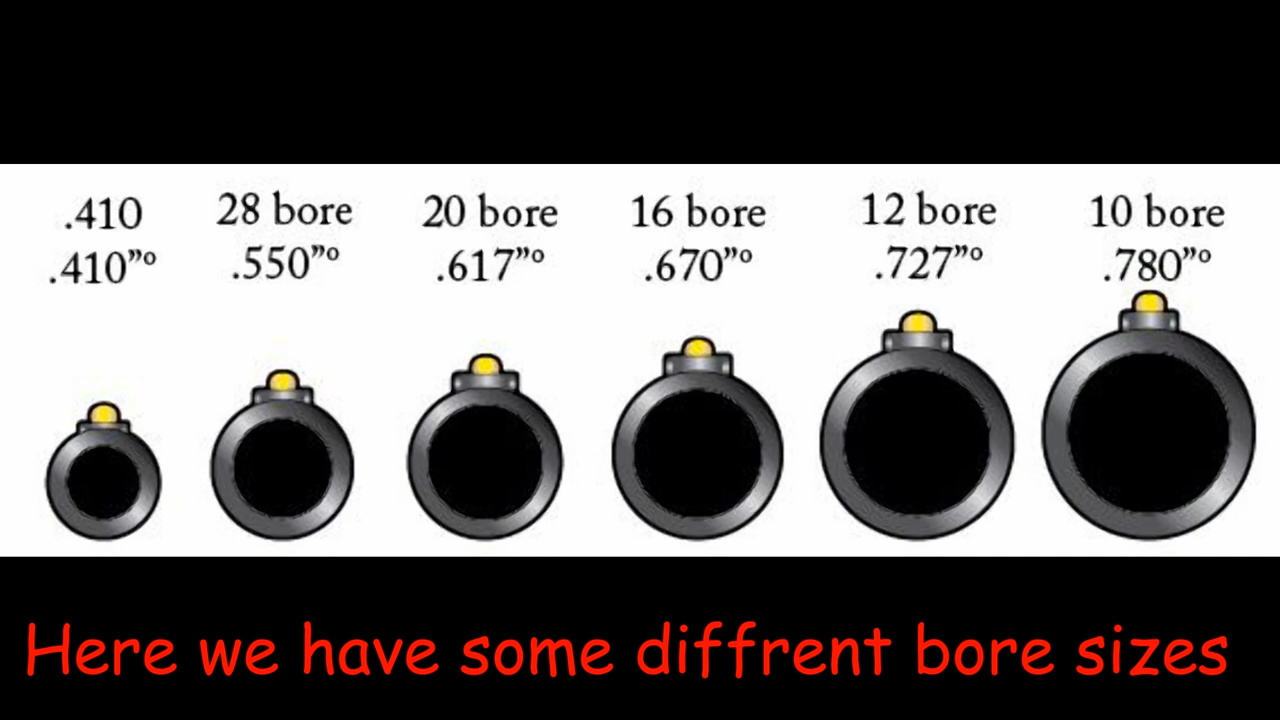 .410 28 bore 20 bore 16 bore 12 bore 10 bore
.410”º .550”º .617”º .670”º .727”º .780”º
Here we have some diffrent bore sizes